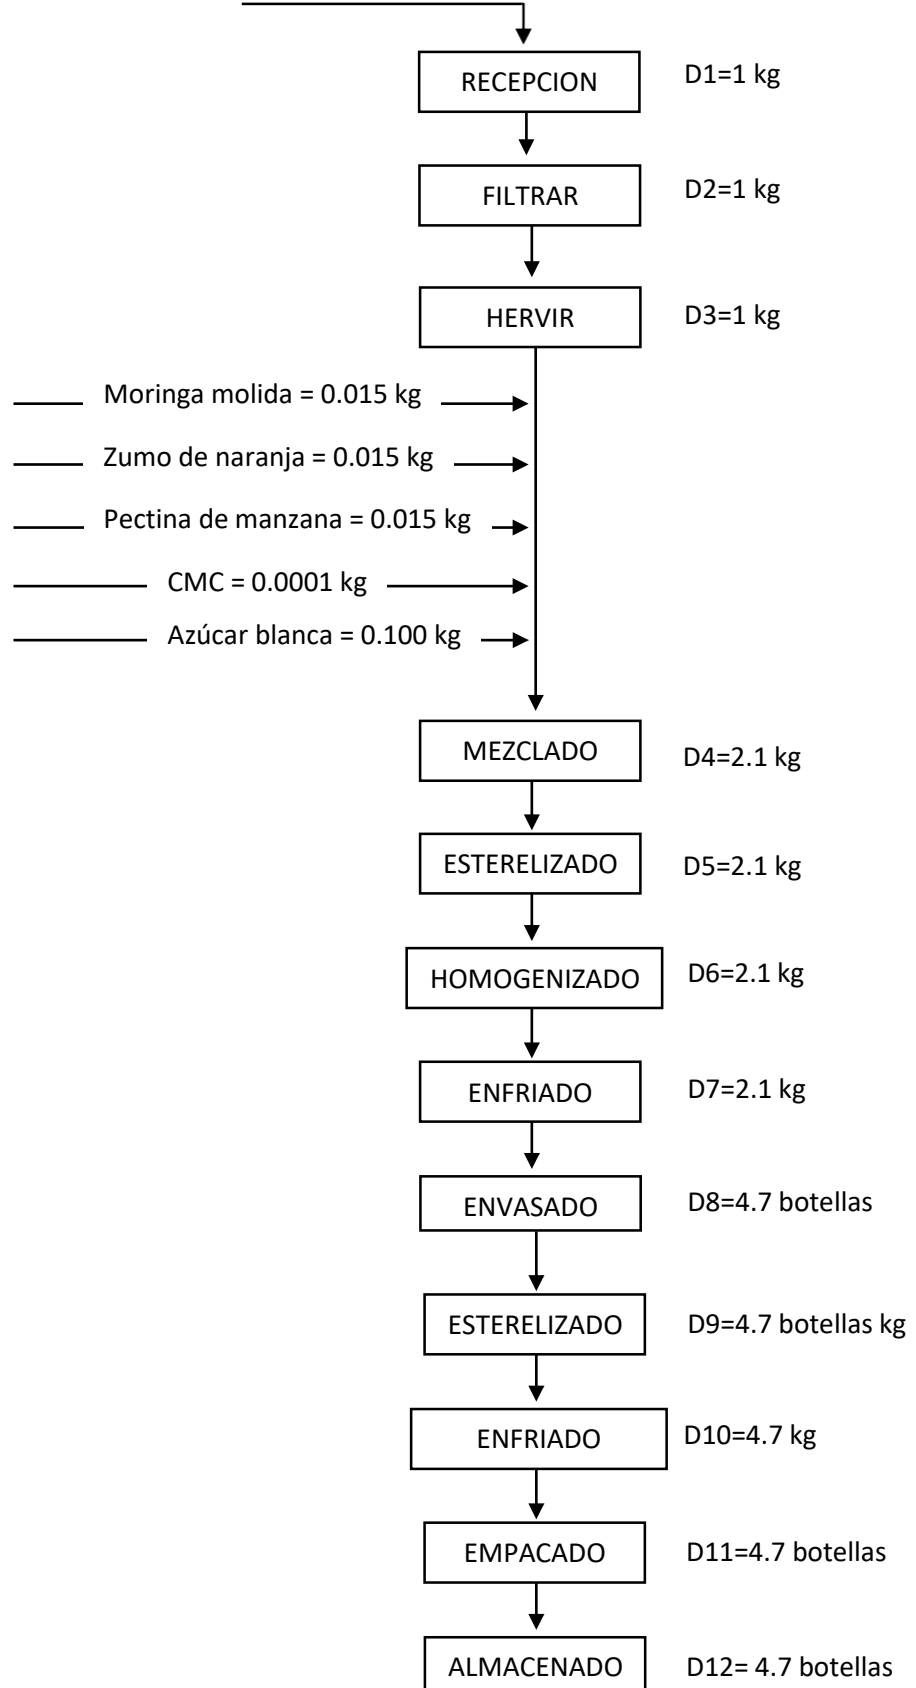 RECEPCION
D1=1 kg
FILTRAR
D2=1 kg
HERVIR
D3=1 kg
Moringa molida = 0.015 kg
Zumo de naranja = 0.015 kg
Pectina de manzana = 0.015 kg
CMC = 0.0001 kg
Azúcar blanca = 0.100 kg
MEZCLADO
D4=2.1 kg
ESTERELIZADO
D5=2.1 kg
HOMOGENIZADO
D6=2.1 kg
ENFRIADO
D7=2.1 kg
ENVASADO
D8=4.7 botellas
ESTERELIZADO
D9=4.7 botellas kg
ENFRIADO
D10=4.7 kg
EMPACADO
D11=4.7 botellas
ALMACENADO
D12= 4.7 botellas